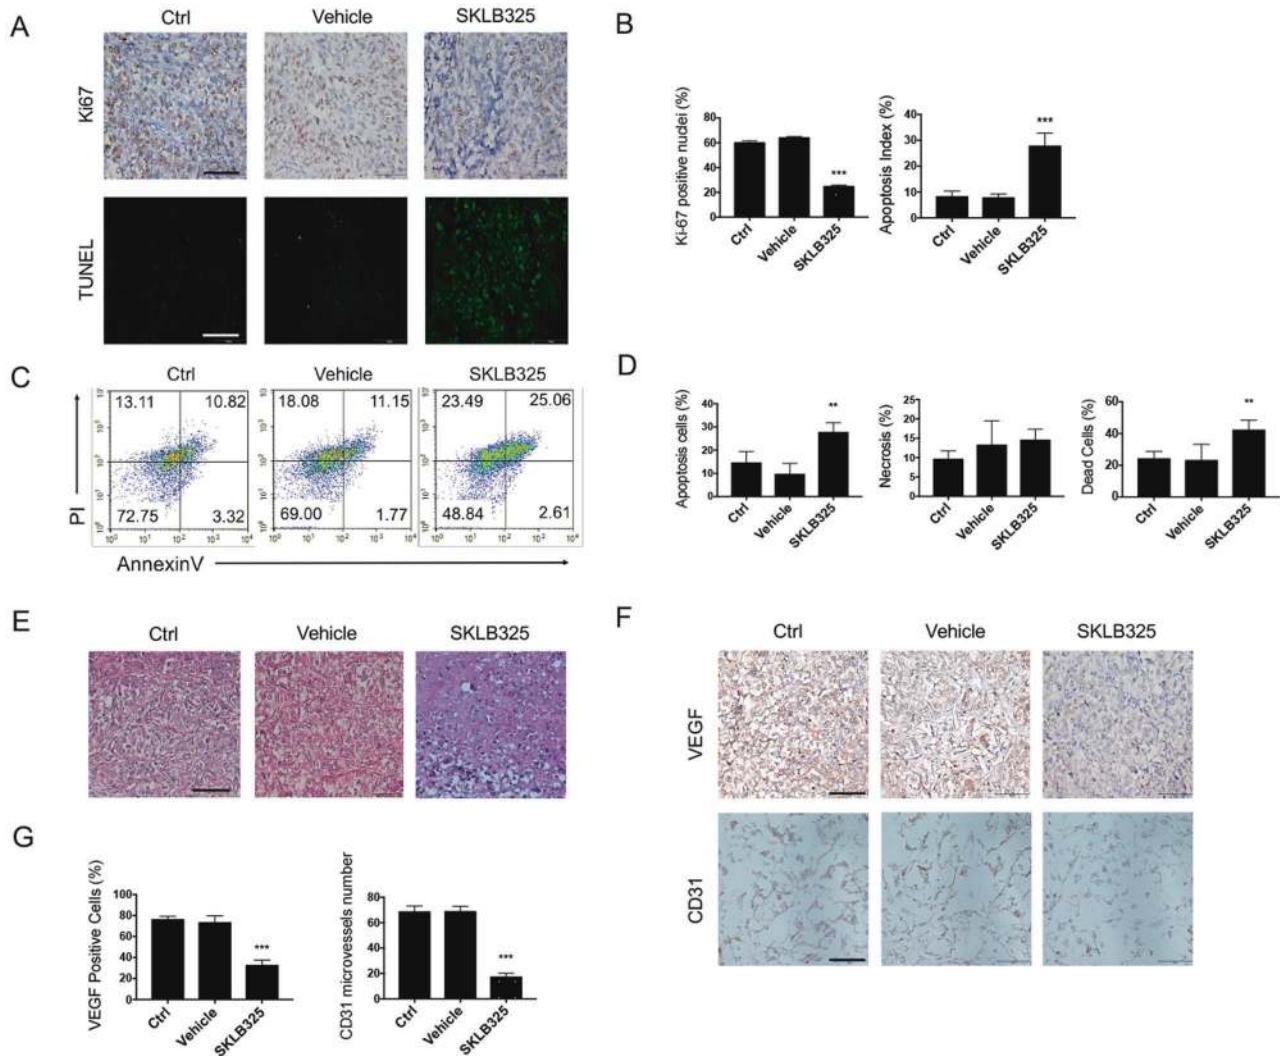 A
Ctrl Vehicle SKLB325
Ki67
TUNEL
B
Ki-67 positive nuclei (%)
80
60
40
20
0
***
Ctrl
Vehicle
SKLB325
Apoptosis Index (%)
40
30
20
10
0
***
Ctrl
Vehicle
SKLB325
C
Ctrl Vehicle SKLB325
13.11 10.82 18.08 11.15 23.49 25.06
72.75 3.32 69.00 1.77 48.84 2.61
PI
AnnexinV
D
Apoptosis cells (%)
40
30
20
10
0
**
Ctrl
Vehicle
SKLB325
Necrosis (%)
25
20
15
10
5
0
Ctrl
Vehicle
SKLB325
Dead Cells (%)
60
40
20
0
**
Ctrl
Vehicle
SKLB325
E
Ctrl Vehicle SKLB325
F
Ctrl Vehicle SKLB325
VEGF
CD31
G
VEGF Positive Cells (%)
100
80
60
40
20
0
***
Ctrl
Vehicle
SKLB325
CD31 microvessels number
80
60
40
20
0
***
Ctrl
Vehicle
SKLB325